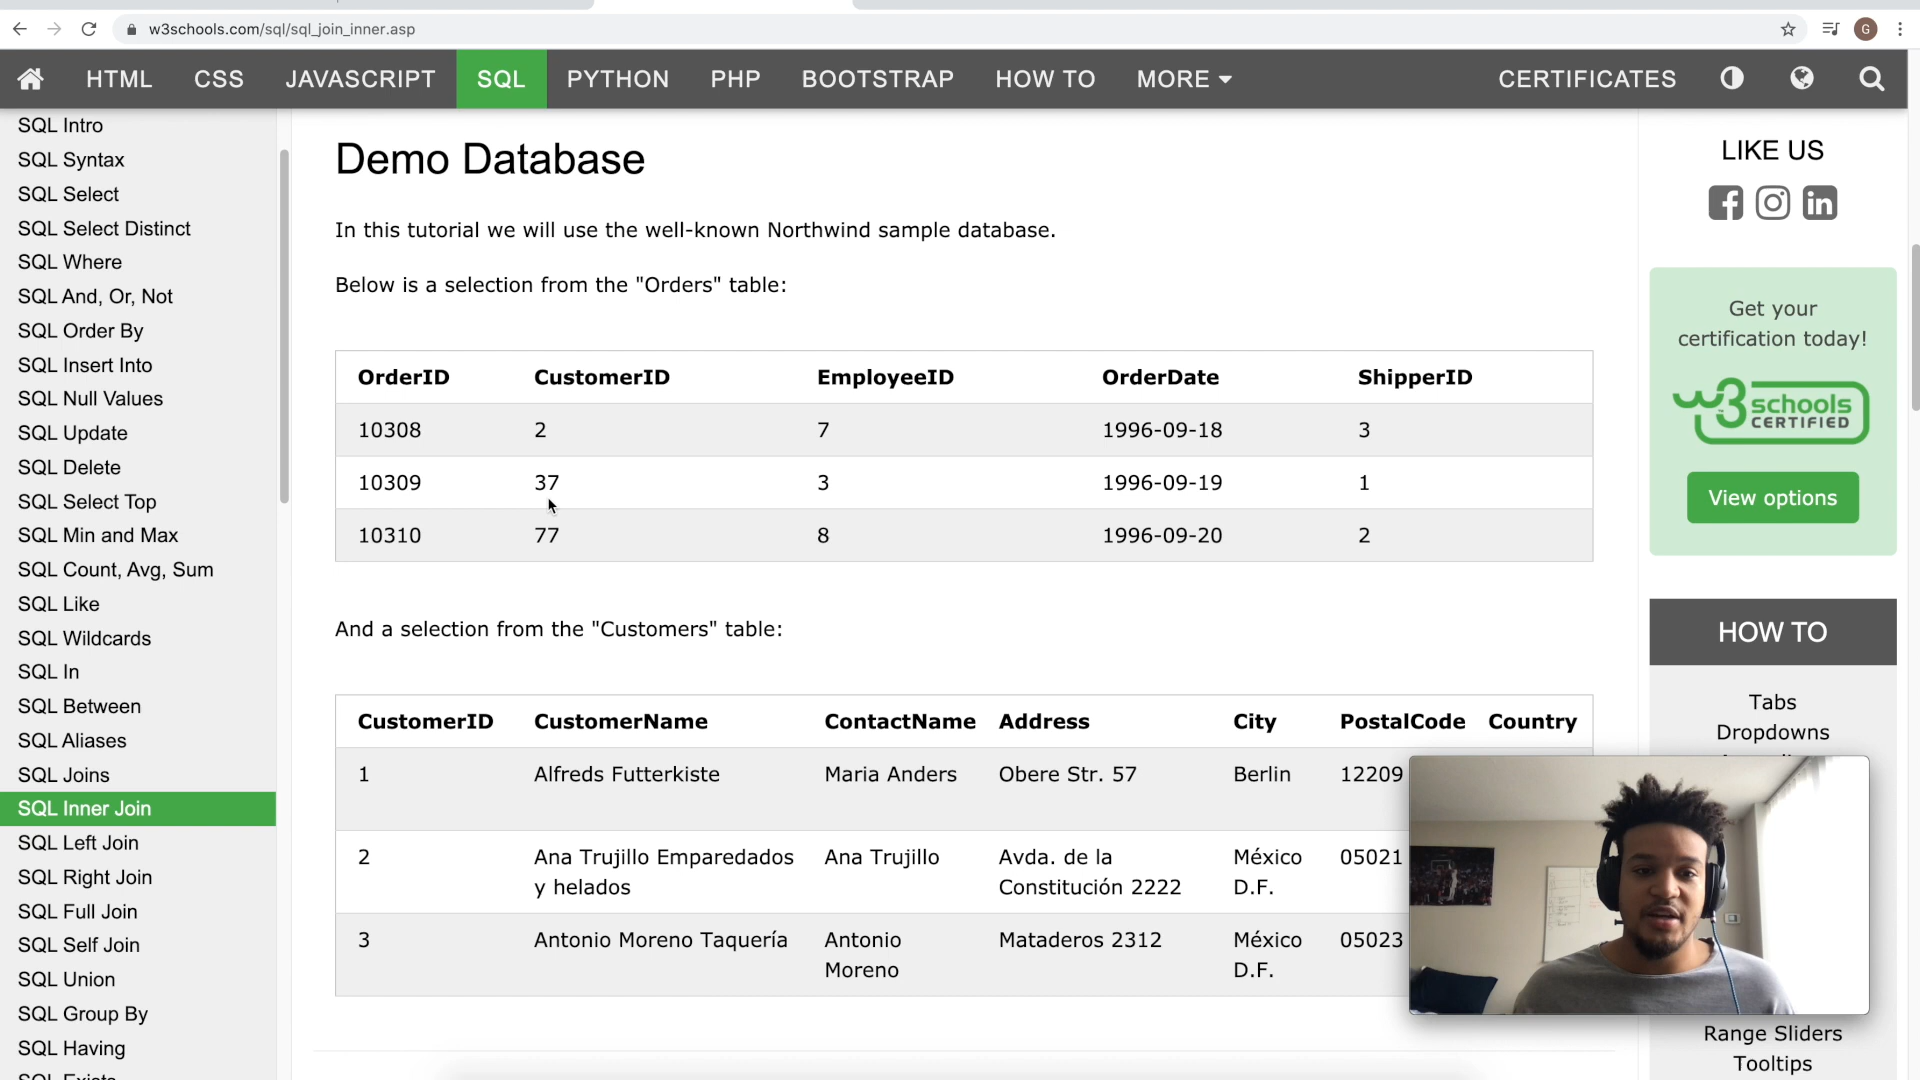 w3schools.com/sql/sql_join_inner.asp
G
HTML CSS JAVASCRIPT SQL PYTHON PHP BOOTSTRAP HOW TO MORE CERTIFICATES
SQL Intro
SQL Syntax
SQL Select
SQL Select Distinct
SQL Where
SQL And, Or, Not
SQL Order By
SQL Insert Into
SQL Null Values
SQL Update
SQL Delete
SQL Select Top
SQL Min and Max
SQL Count, Avg, Sum
SQL Like
SQL Wildcards
SQL In
SQL Between
SQL Aliases
SQL Joins
SQL Inner Join
SQL Left Join
SQL Right Join
SQL Full Join
SQL Self Join
SQL Union
SQL Group By
SQL Having
SQL Exists
Demo Database
In this tutorial we will use the well-known Northwind sample database.
Below is a selection from the "Orders" table:
OrderID CustomerID EmployeeID OrderDate ShipperID
10308 2 7 1996-09-18 3
10309 37 3 1996-09-19 1
10310 77 8 1996-09-20 2
And a selection from the "Customers" table:
CustomerID CustomerName ContactName Address City PostalCode Country
1 Alfreds Futterkiste Maria Anders Obere Str. 57 Berlin 12209
2 Ana Trujillo Emparedados Ana Trujillo Avda. de la México 05021
y helados Constitución 2222 D.F.
3 Antonio Moreno Taquería Antonio Mataderos 2312 México 05023
Moreno D.F.
LIKE US
Get your
certification today!
w3schools
CERTIFIED
View options
HOW TO
Tabs
Dropdowns
Range Sliders
Tooltips